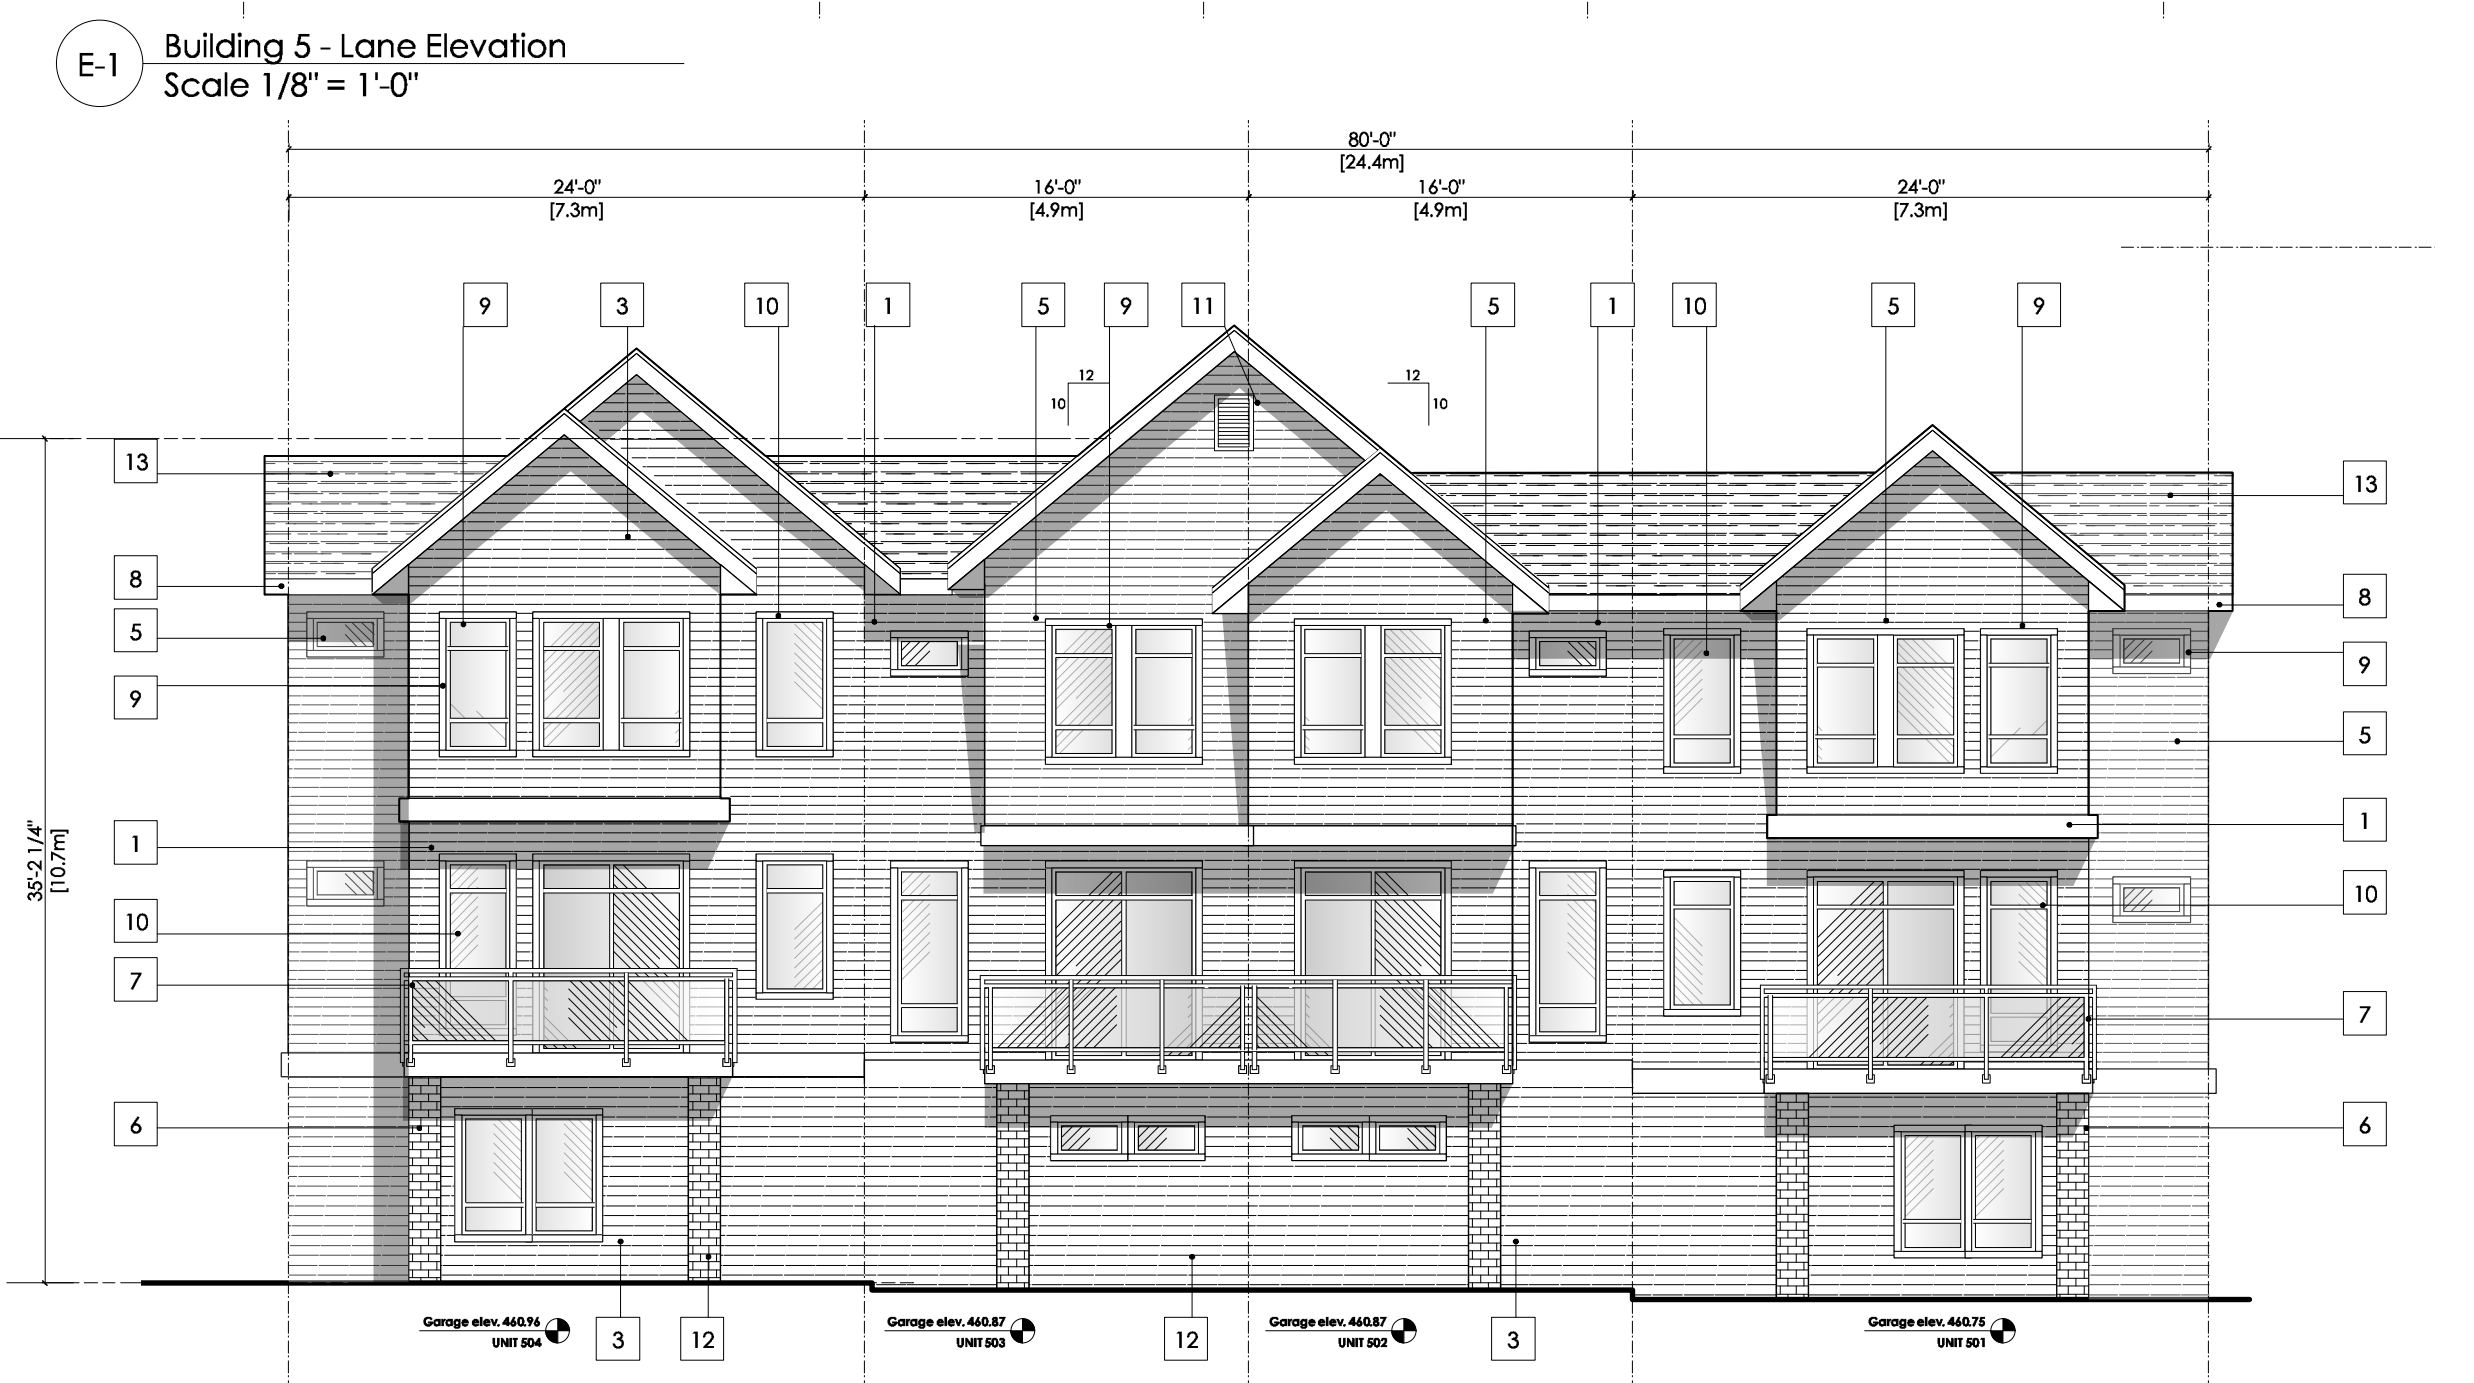 E-1
Building 5 - Lane Elevation
Scale 1/8" = 1'-0"
80'-0"
[24.4m]
24'-0" 16'-0" 16'-0" 24'-0"
[7.3m] [4.9m] [4.9m] [7.3m]
9 3 10 1 5 9 11 5 1 10 5 9
12 12
10 10
13 13
8 8
5 9
9 5
1 1
10 10
7 7
6 6
35'-2 1/4"
[10.7m]
Garage elev. 460.96
UNIT 504
3
12
Garage elev. 460.87
UNIT 503
12
Garage elev. 460.87
UNIT 502
3
Garage elev. 460.75
UNIT 501